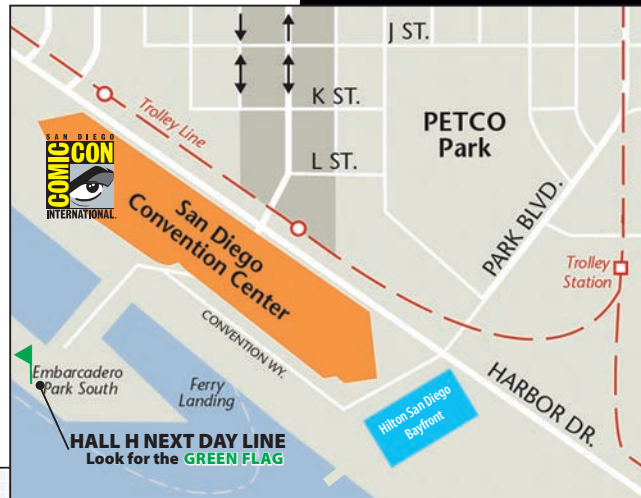 J ST.
K ST.
Trolley Line
PETCO
Park
L ST.
SAN DIEGO
COMIC
CON
INTERNATIONAL.
San Diego
Convention Center
PARK BLVD.
Trolley
Station
CONVENTION WY.
Embarcadero
Park South
Ferry
Landing
HARBOR DR.
Hilton San Diego
Bayfront
HALL H NEXT DAY LINE
Look for the GREEN FLAG